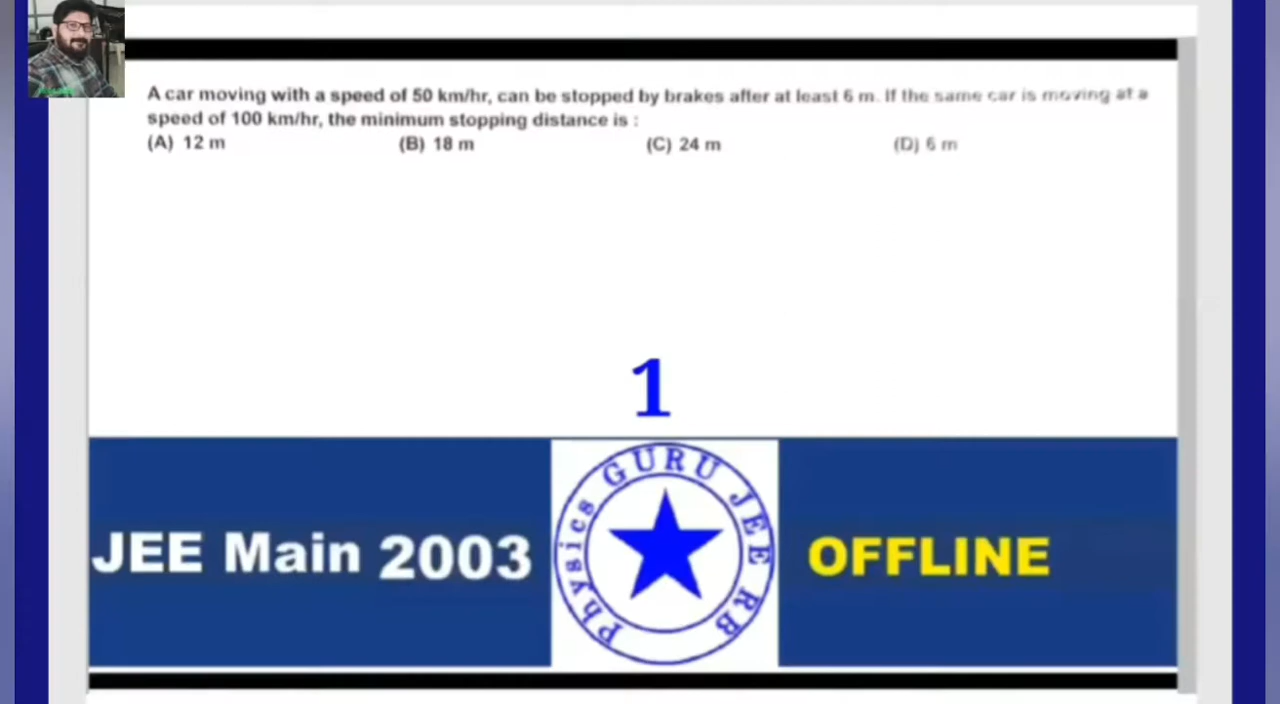 A car moving with a speed of 50 km/hr, can be stopped by brakes after at least 6 m. If the same car is moving at a
speed of 100 km/hr, the minimum stopping distance is :
(A) 12 m (B) 18 m (C) 24 m (D) 6 m
1
JEE Main 2003
Physics GURU JEE RB
OFFLINE